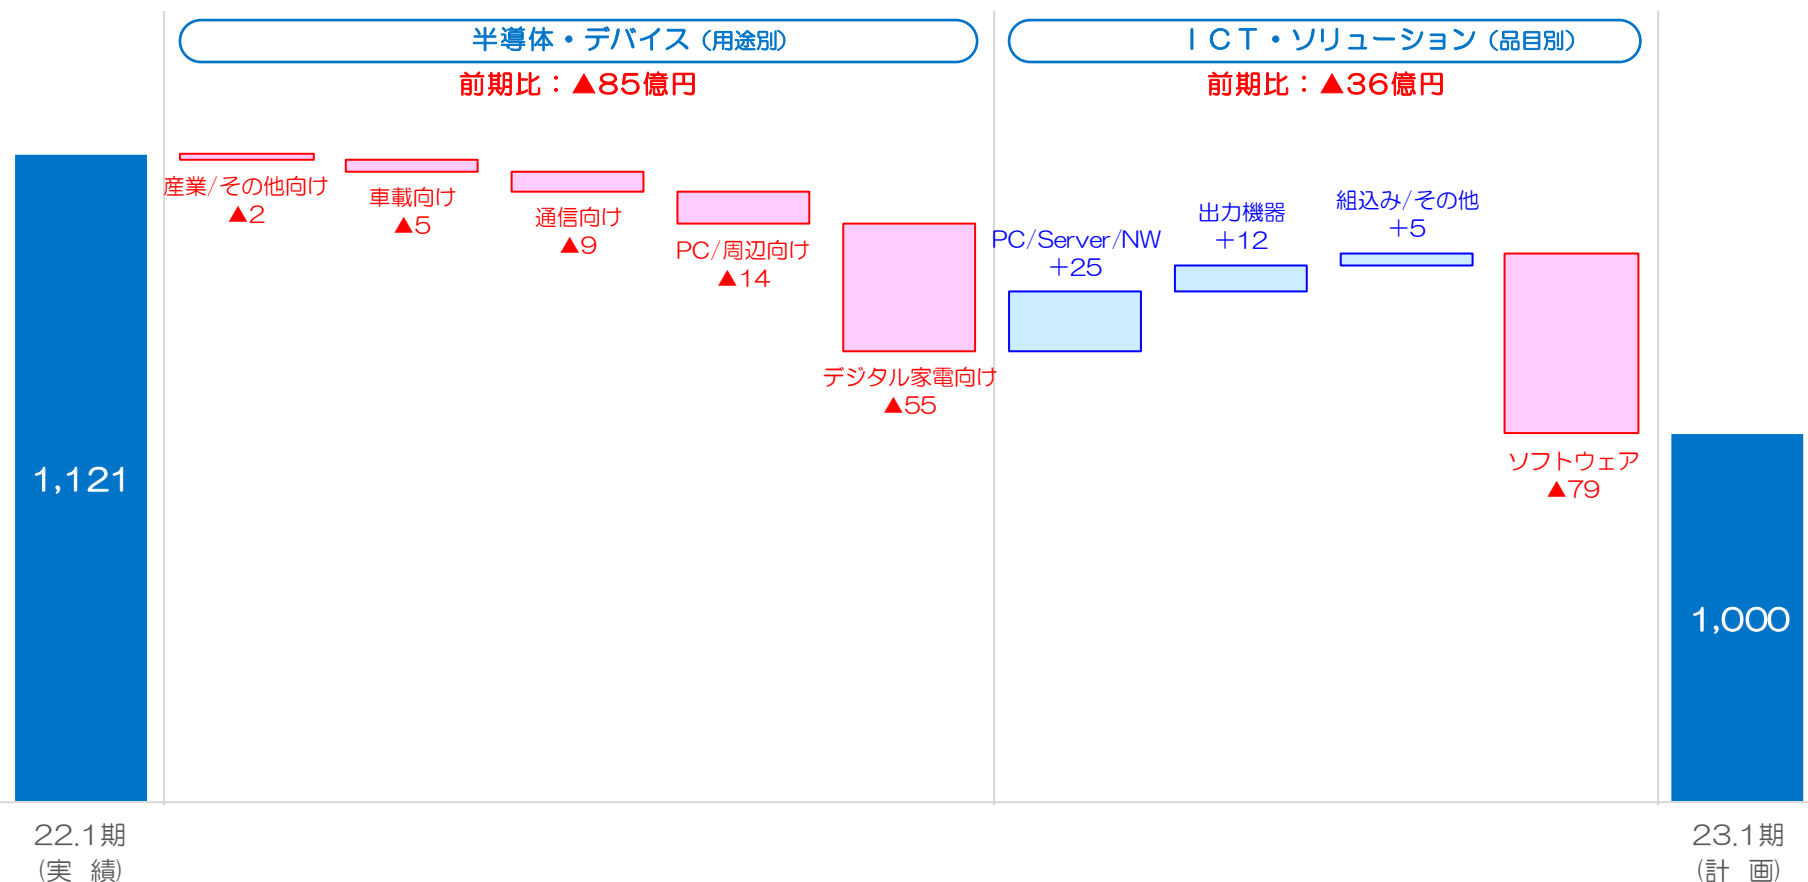 半導体・デバイス（用途別）
前期比：▲85億円
ＩＣＴ・ソリューション（品目別）
前期比：▲36億円
産業/その他向け
▲2
車載向け
▲5
通信向け
▲9
PC/周辺向け
▲14
デジタル家電向け
▲55
PC/Server/NW
＋25
出力機器
＋12
組込み/その他
＋5
ソフトウェア
▲79
1,121
1,000
22.1期
(実　績)
23.1期
(計　画)